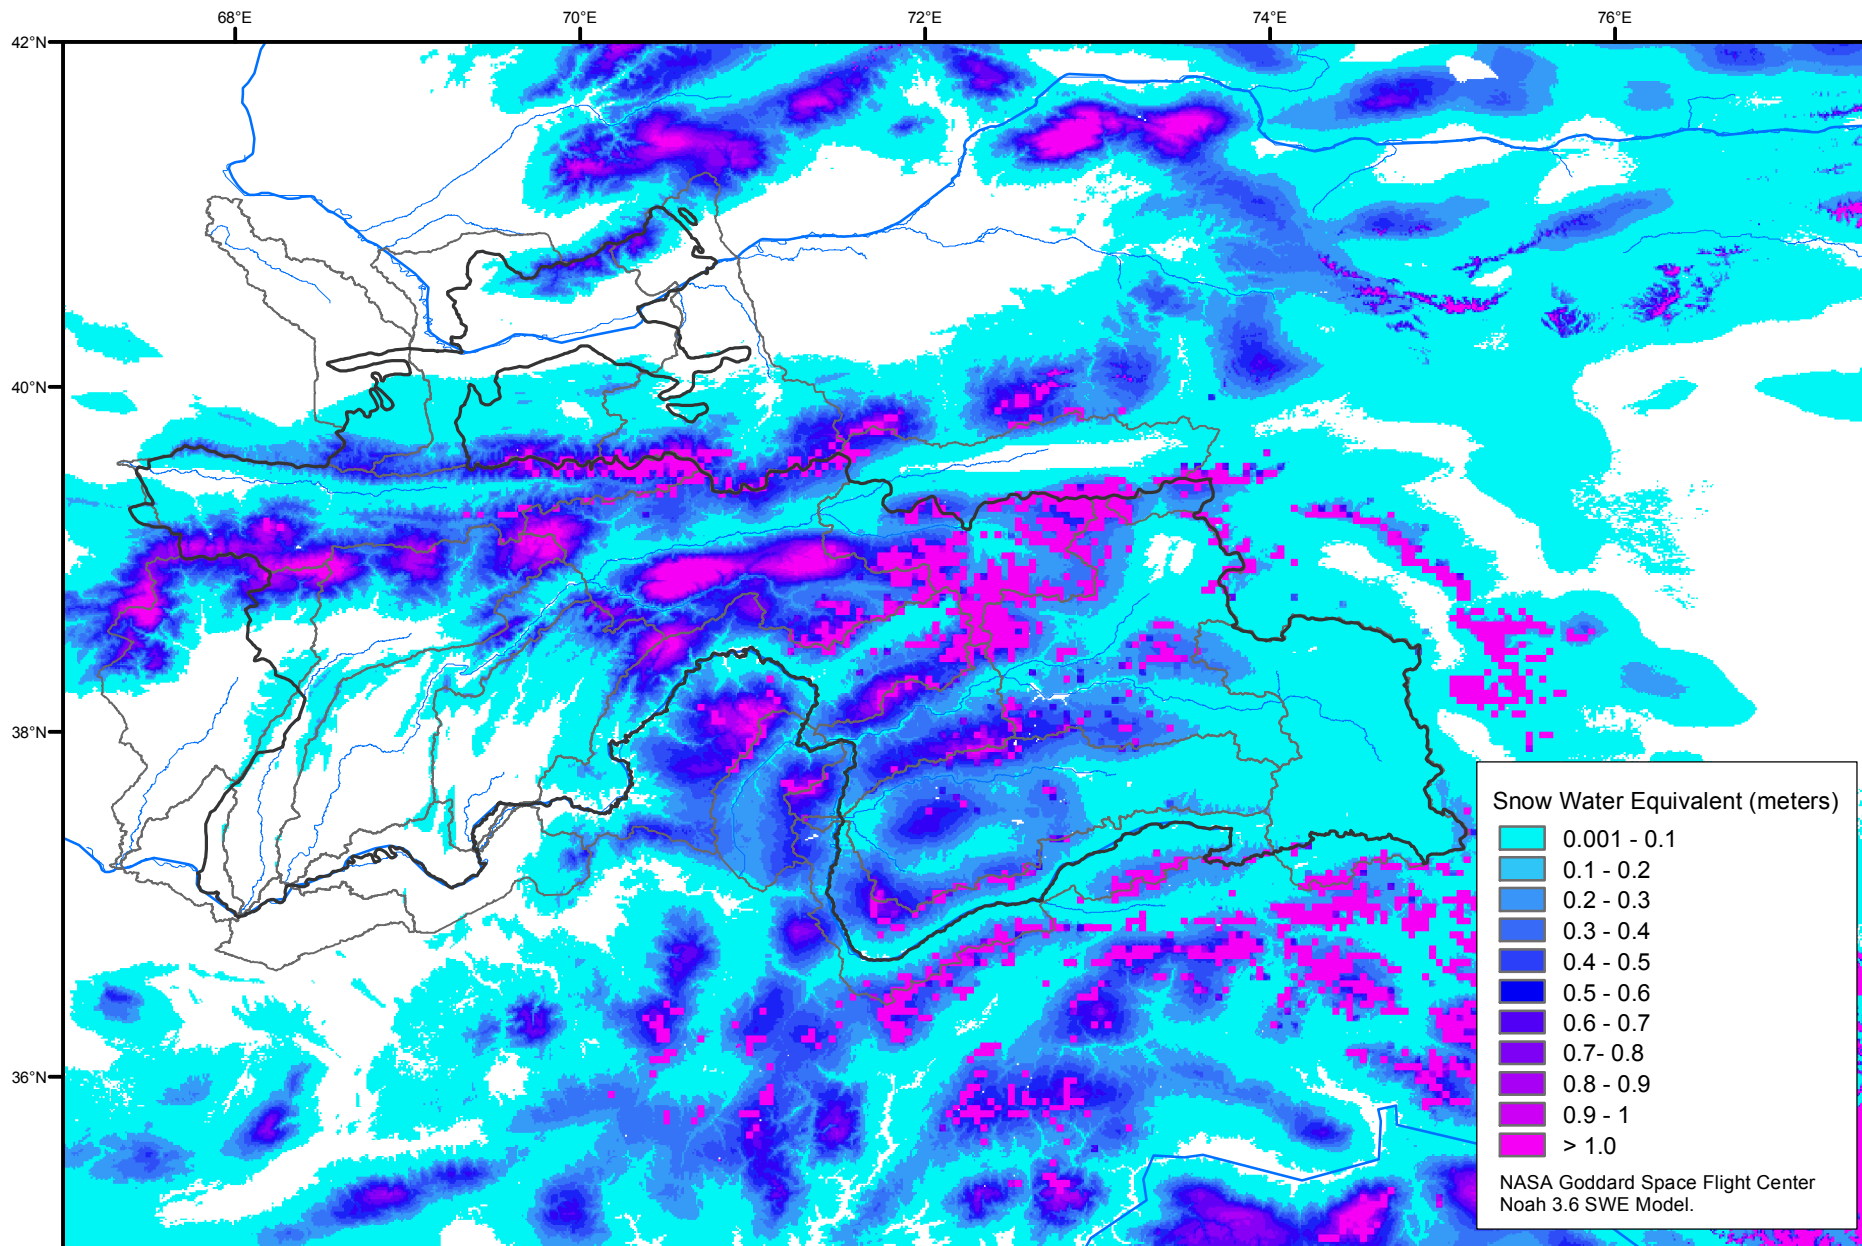 68°E 70°E 72°E 74°E 76°E
42°N
40°N
38°N
36°N
Snow Water Equivalent (meters)
0.001 - 0.1
0.1 - 0.2
0.2 - 0.3
0.3 - 0.4
0.4 - 0.5
0.5 - 0.6
0.6 - 0.7
0.7- 0.8
0.8 - 0.9
0.9 - 1
> 1.0
NASA Goddard Space Flight Center
Noah 3.6 SWE Model.